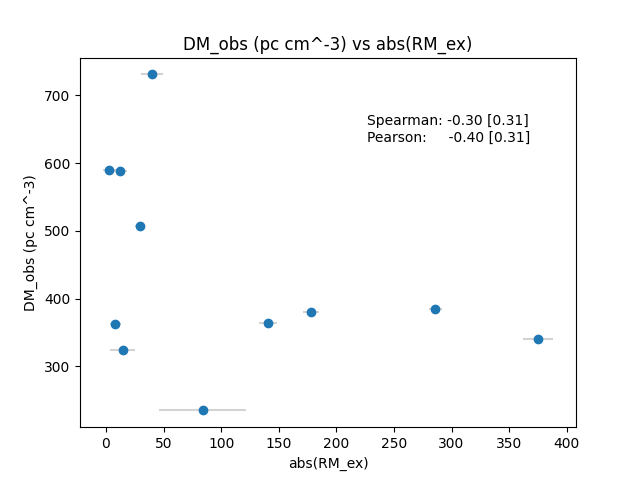 DM_obs (pc cm^-3) vs abs(RM_ex)
Spearman: -0.30 [0.31]
Pearson: -0.40 [0.31]
DM_obs (pc cm^-3)
700
600
500
400
300
0 50 100 150 200 250 300 350 400
abs(RM_ex)